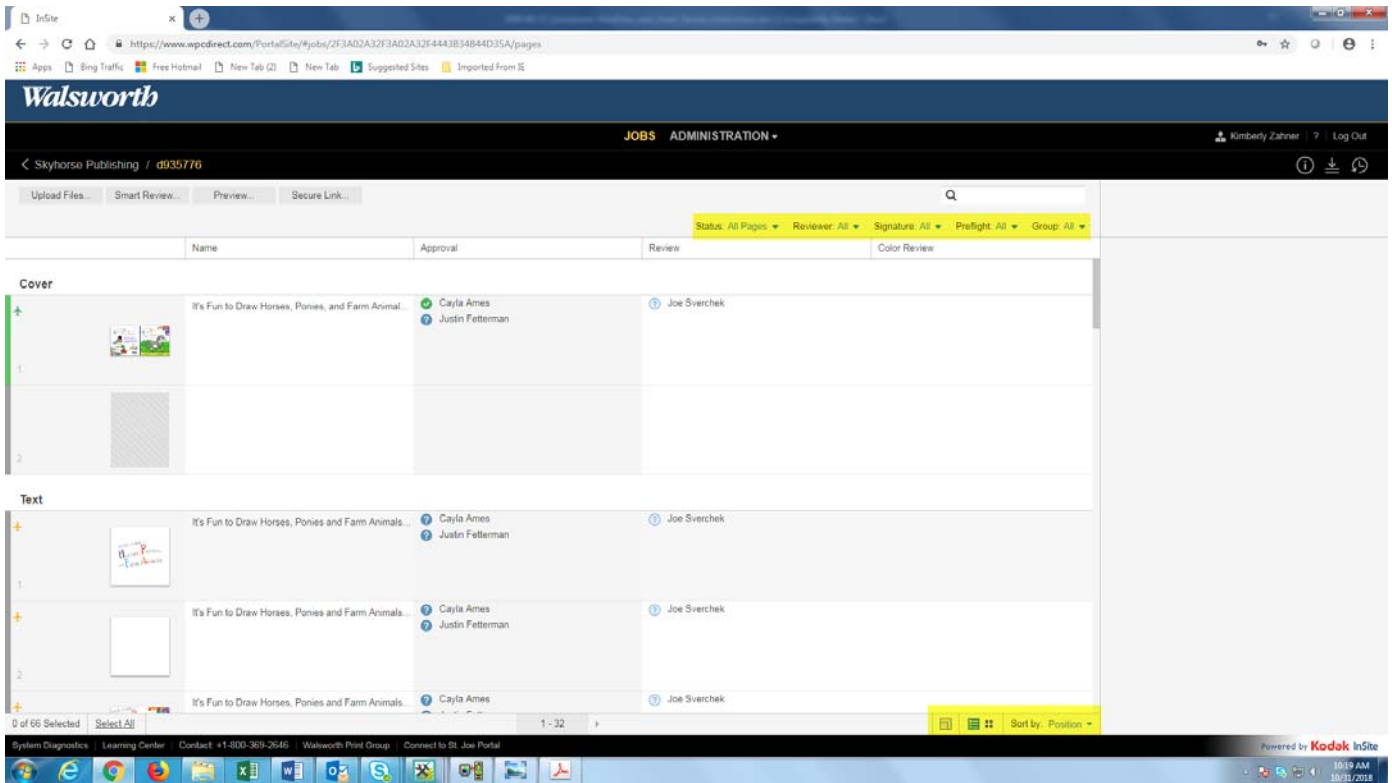 InSite
https://www.wpcdirect.com/PortalSite/#jobs/2F3A02A32F3A02A32F4443B34B44D35A/pages
Apps Bing Traffic Free Hotmail New Tab (2) New Tab Suggested Sites Imported From IE
Walsworth
JOBS ADMINISTRATION Kimberly Zahner ? Log Out
Skyhorse Publishing / d935776
Upload Files... Smart Review... Preview... Secure Link...
Status: All Pages Reviewer: All Signature: All Preflight: All Group: All
Name Approval Review Color Review
Cover
It's Fun to Draw Horses, Ponies, and Farm Animal... Cayla Ames Joe Sverchek
Justin Fetterman
1
2
Text
It's Fun to Draw Horses, Ponies and Farm Animals... Cayla Ames Joe Sverchek
Justin Fetterman
1
It's Fun to Draw Horses, Ponies and Farm Animals... Cayla Ames Joe Sverchek
Justin Fetterman
2
It's Fun to Draw Horses, Ponies and Farm Animals... Cayla Ames Joe Sverchek
0 of 66 Selected Select All 1 - 32 Sort by: Position
System Diagnostics Learning Center Contact: +1-800-369-2646 Walsworth Print Group Connect to St. Joe Portal Powered by Kodak InSite
10:19 AM
10/31/2018